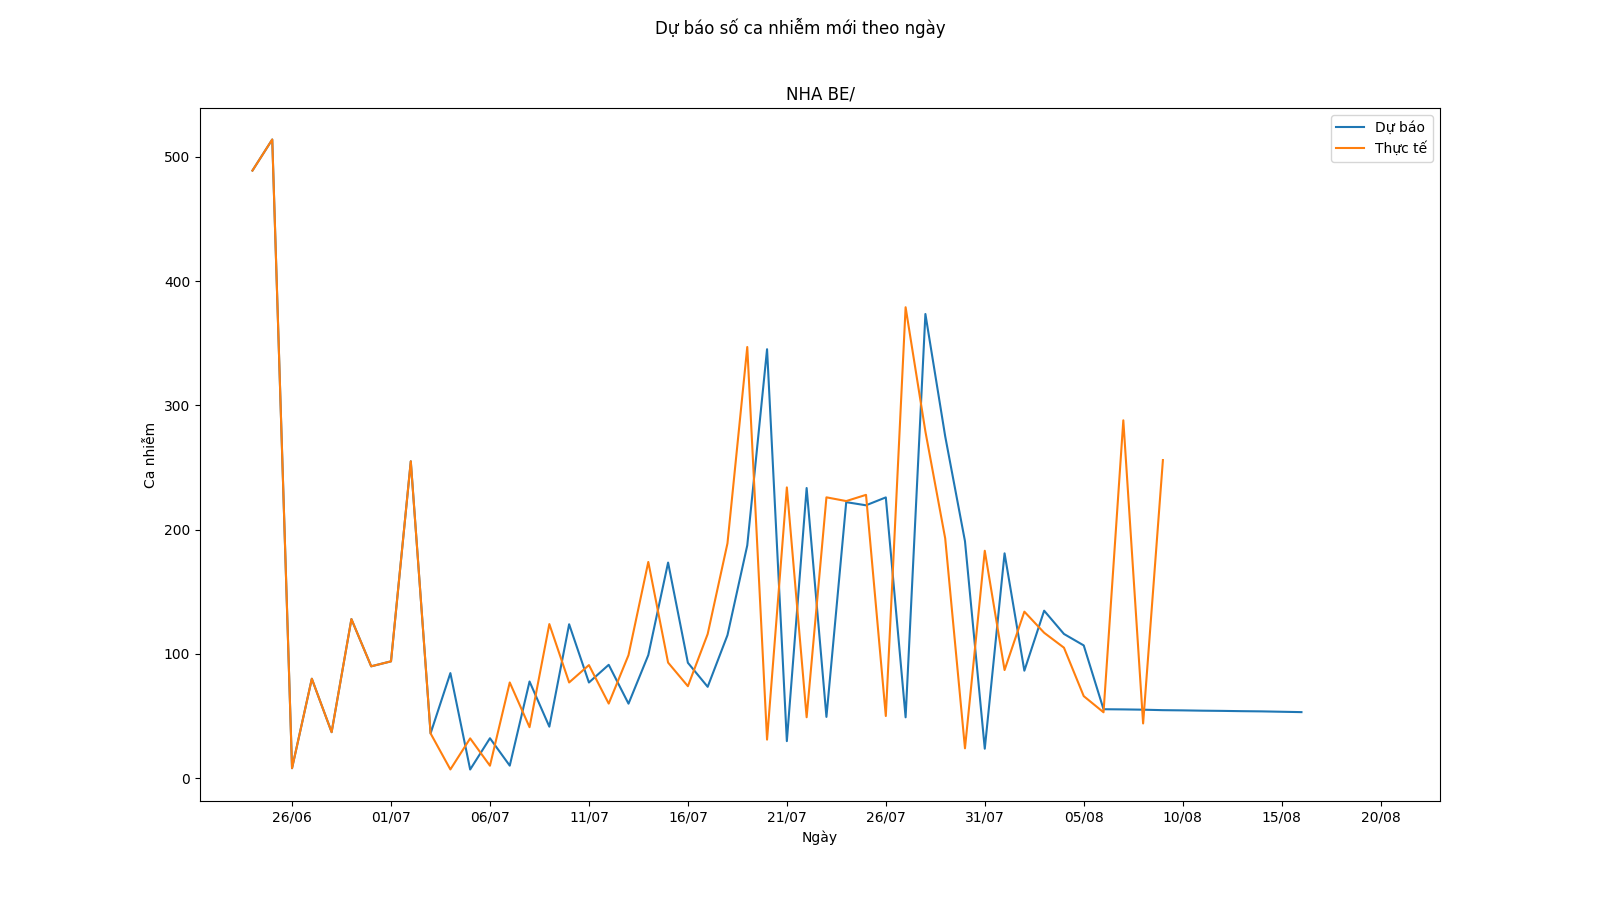 Dự báo số ca nhiễm mới theo ngày
NHA BE/
Dự báo
Thực tế
500
400
300
200
100
0
Ca nhiễm
26/06 01/07 06/07 11/07 16/07 21/07 26/07 31/07 05/08 10/08 15/08 20/08
Ngày